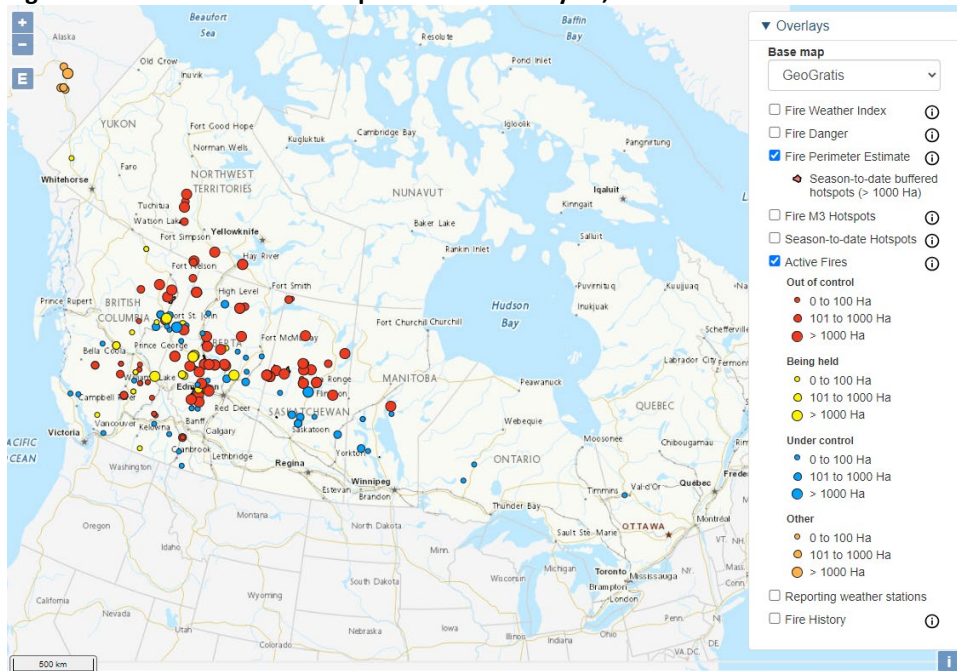 Beaufort
Sea
Baffin
Bay
Alaska
Resolute
Old Crow
Inuvik
Pond Inlet
YUKON
Fort Good Hope
Norman Wells
Kugluktuk
Cambridge Bay
Igloolik
Pangnirtung
Faro
Whitehorse
NORTHWEST
TERRITORIES
Tuchitua
Watson Lake
NUNAVUT
Iqaluit
Kinngait
Fort Simpson
Yellowknife
Baker Lake
Salluit
Hay River
Rankin Inlet
Fort Nelson
High Level
Fort Smith
Puvirnituq
Kuujjuaq
Prince Rupert
BRITISH
COLUMBIA
Fort St. John
Hudson
Bay
Inukjuak
Fort Churchill Churchill
Schefferville
Prince George
Fort McMurray
Bella Coola
MANITOBA
Labrador City
Fermont
Peawanuck
Campbell River
Red Deer
SASKATCHEWAN
QUEBEC
Vancouver
Kelowna
Banff
Calgary
Saskatoon
Webequie
Victoria
Cranbrook
Lethbridge
Yorkton
Moosonee
Chibougamau
Washington
Regina
ONTARIO
Winnipeg
Estevan
Brandon
Timmins
Val-d'Or
Québec
Thunder Bay
Montana
North Dakota
OTTAWA
Montréal
Oregon
Sault Ste-Marie
Idaho
Minn.
South Dakota
Wisconsin
Michigan
Toronto
Mississauga
Brampton
London
Wyoming
California
Nevada
Utah
Nebraska
Iowa
Illinois
Indiana
Ohio
Colorado
VT.
NH.
NY.
Mass.
Conn.
Penn.
NJ
VA.
DC.
DE
500 km
+
−
E
▼ Overlays
Base map
GeoGratis
Fire Weather Index
Fire Danger
Fire Perimeter Estimate
Season-to-date buffered
hotspots (> 1000 Ha)
Fire M3 Hotspots
Season-to-date Hotspots
Active Fires
Out of control
0 to 100 Ha
101 to 1000 Ha
> 1000 Ha
Being held
0 to 100 Ha
101 to 1000 Ha
> 1000 Ha
Under control
0 to 100 Ha
101 to 1000 Ha
> 1000 Ha
Other
0 to 100 Ha
101 to 1000 Ha
> 1000 Ha
Reporting weather stations
Fire History
i